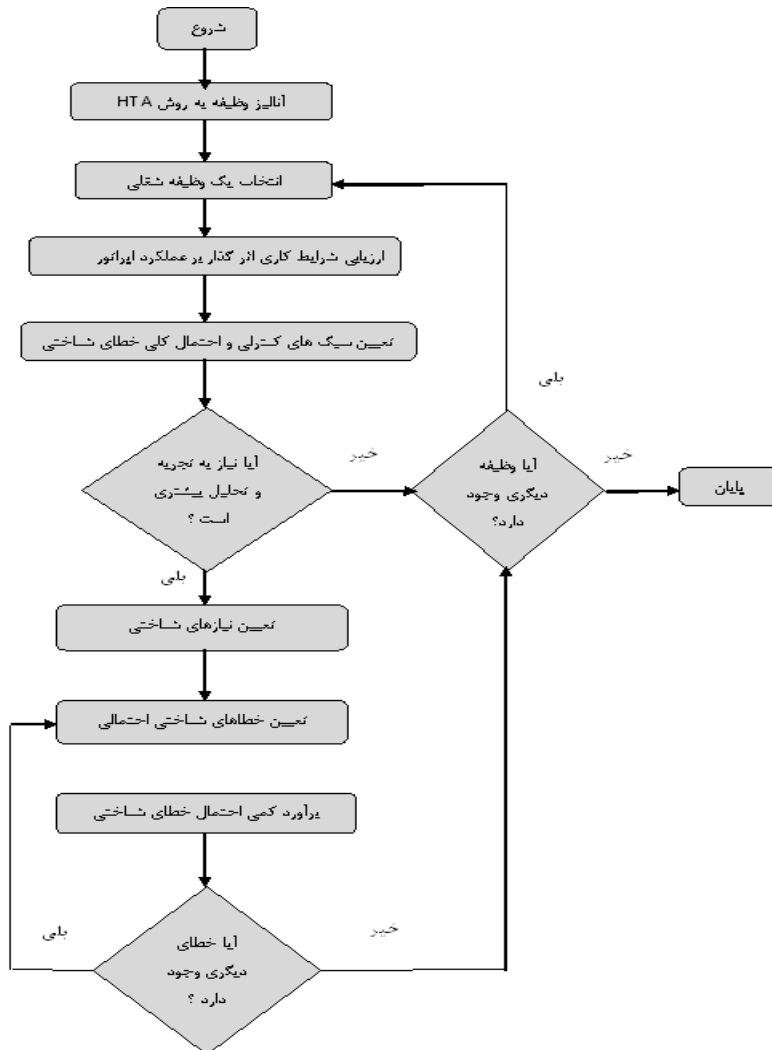 شروع
آنالیز وظیفه به روش HTA
انتخاب یک وظیفه شغلی
ارزیابی شرایط کاری اثر گذار بر عملکرد اپراتور
تعیین سبک های کنترلی و احتمال کلی خطای شناختی
بلی
آیا نیاز به تجزیه
و تحلیل بیشتری
است ؟
خیر
آیا وظیفه
دیگری وجود
دارد؟
خیر
پایان
بلی
تعیین نیازهای شناختی
تعیین خطاهای شناختی احتمالی
برآورد کمی احتمال خطای شناختی
آیا خطای
دیگری وجود
دارد ؟
بلی
خیر